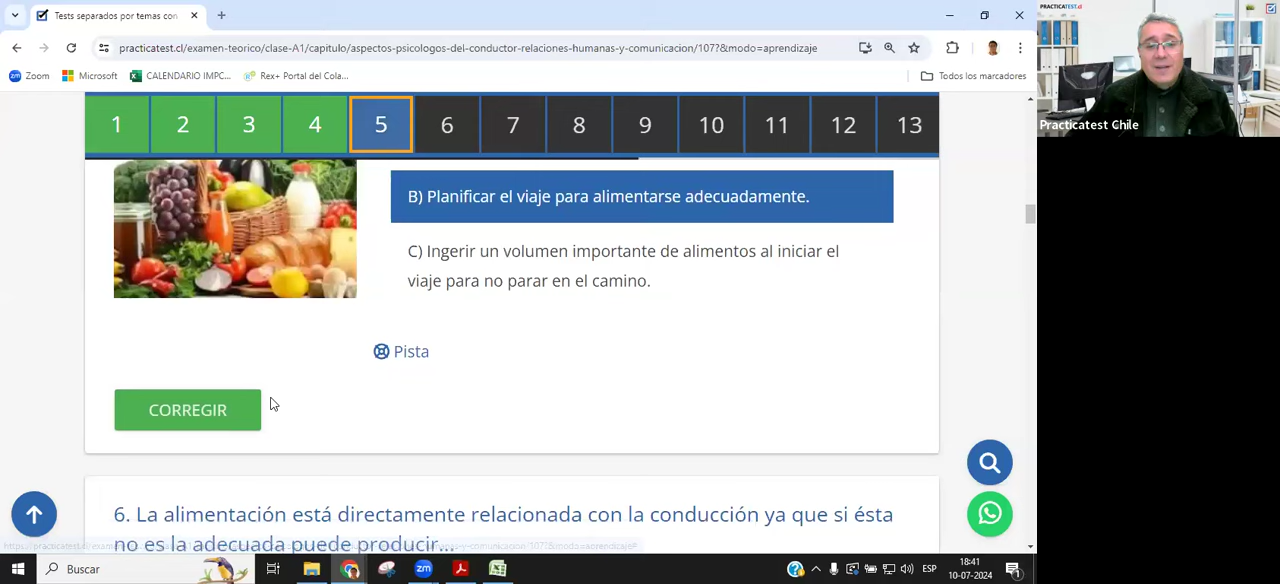 Tests separados por temas con
PRACTICATEST.cl
practicatest.cl/examen-teorico/clase-A1/capitulo/aspectos-psicologos-del-conductor-relaciones-humanas-y-comunicacion/107?&modo=aprendizaje
Zoom
Microsoft
CALENDARIO IMPC...
Rex+ Portal del Cola...
Todos los marcadores
1 2 3 4 5 6 7 8 9 10 11 12 13
Practicatest Chile
B) Planificar el viaje para alimentarse adecuadamente.
C) Ingerir un volumen importante de alimentos al iniciar el
viaje para no parar en el camino.
Pista
CORREGIR
6. La alimentación está directamente relacionada con la conducción ya que si ésta
no es la adecuada puede producir...
Buscar
ESP
18:41
10-07-2024